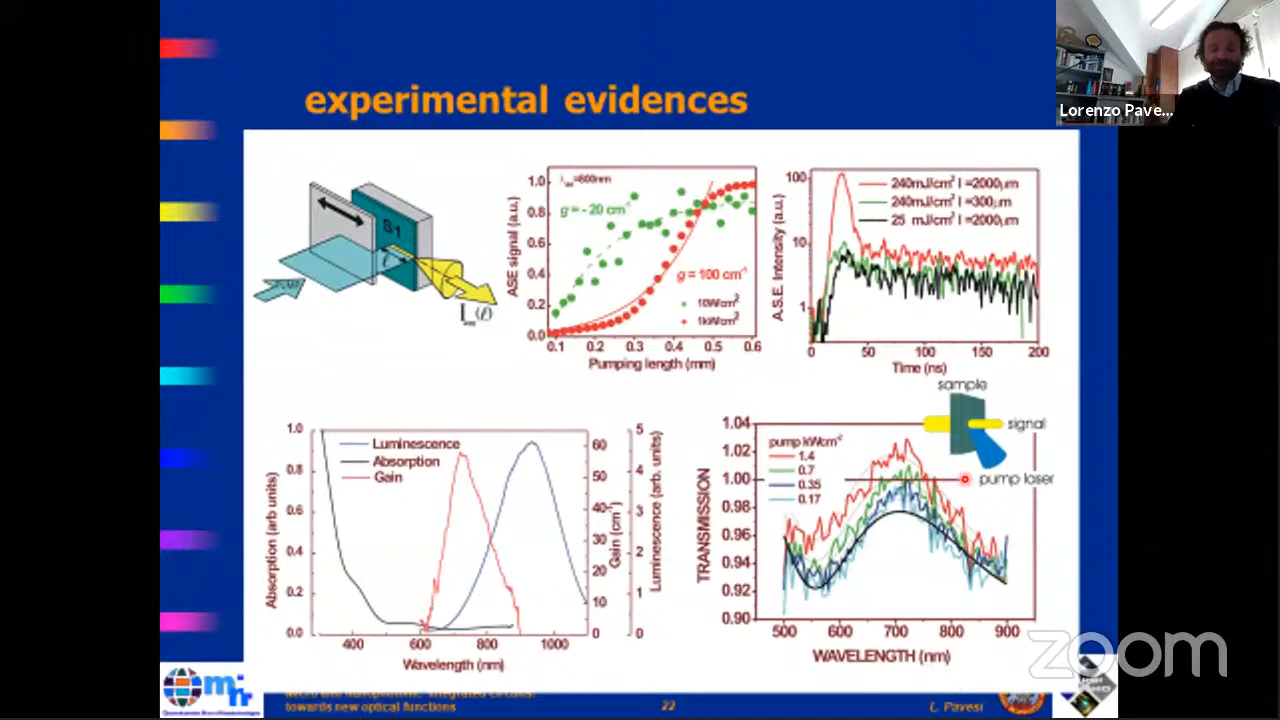 experimental evidences
Lorenzo Pave...
S1
ASE signal (a.u.)
1.0
0.8
0.6
0.4
0.2
0.0
g = - 20 cm⁻¹
g = 100 cm⁻¹
10W/cm²
1kW/cm²
0.1 0.2 0.3 0.4 0.5 0.6
Pumping length (mm)
A.S.E. Intensity (a.u.)
100
10
1
240mJ/cm² l =2000μm
240mJ/cm² l =300μm
25 mJ/cm² l =2000μm
0 50 100 150 200
Time (ns)
Absorption (arb units)
1.0
0.8
0.6
0.4
0.2
0.0
Luminescence
Absorption
Gain
60
50
40
30
20
10
0
Gain (cm⁻¹)
5
4
3
2
1
0
Luminescence (arb. units)
400 600 800 1000
Wavelength (nm)
sample
signal
pump laser
TRANSMISSION
1.04
1.02
1.00
0.98
0.96
0.94
0.92
0.90
pump kWcm⁻²
1.4
0.7
0.35
0.17
500 600 700 800 900
WAVELENGTH (nm)
zoom
towards new optical functions
22
L. Pavesi